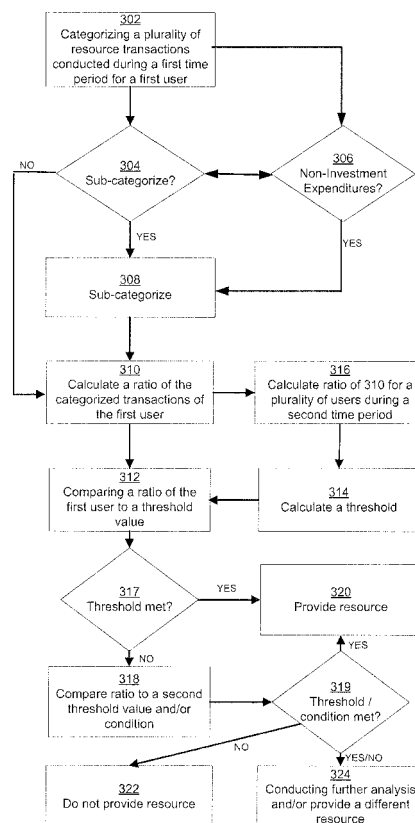 302
Categorizing a plurality of
resource transactions
conducted during a first time
period for a first user
NO
304
Sub-categorize?
306
Non-Investment
Expenditures?
YES
YES
308
Sub-categorize
310
Calculate a ratio of the
categorized transactions of
the first user
316
Calculate ratio of 310 for a
plurality of users during a
second time period
312
Comparing a ratio of the
first user to a threshold
value
314
Calculate a threshold
317
Threshold met?
YES
320
Provide resource
NO
YES
318
Compare ratio to a second
threshold value and/or
condition
319
Threshold /
condition met?
NO
YES/NO
322
Do not provide resource
324
Conducting further analysis
and/or provide a different
resource